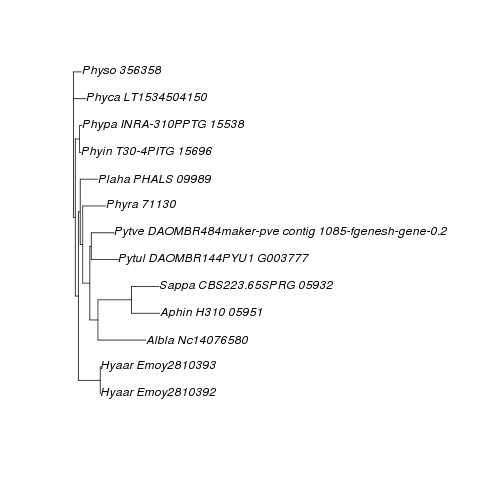 Physo 356358
Phyca LT1534504150
Phypa INRA-310PPTG 15538
Phyin T30-4PITG 15696
Plaha PHALS 09989
Phyra 71130
Pytve DAOMBR484maker-pve contig 1085-fgenesh-gene-0.2
Pytul DAOMBR144PYU1 G003777
Sappa CBS223.65SPRG 05932
Aphin H310 05951
Albla Nc14076580
Hyaar Emoy2810393
Hyaar Emoy2810392